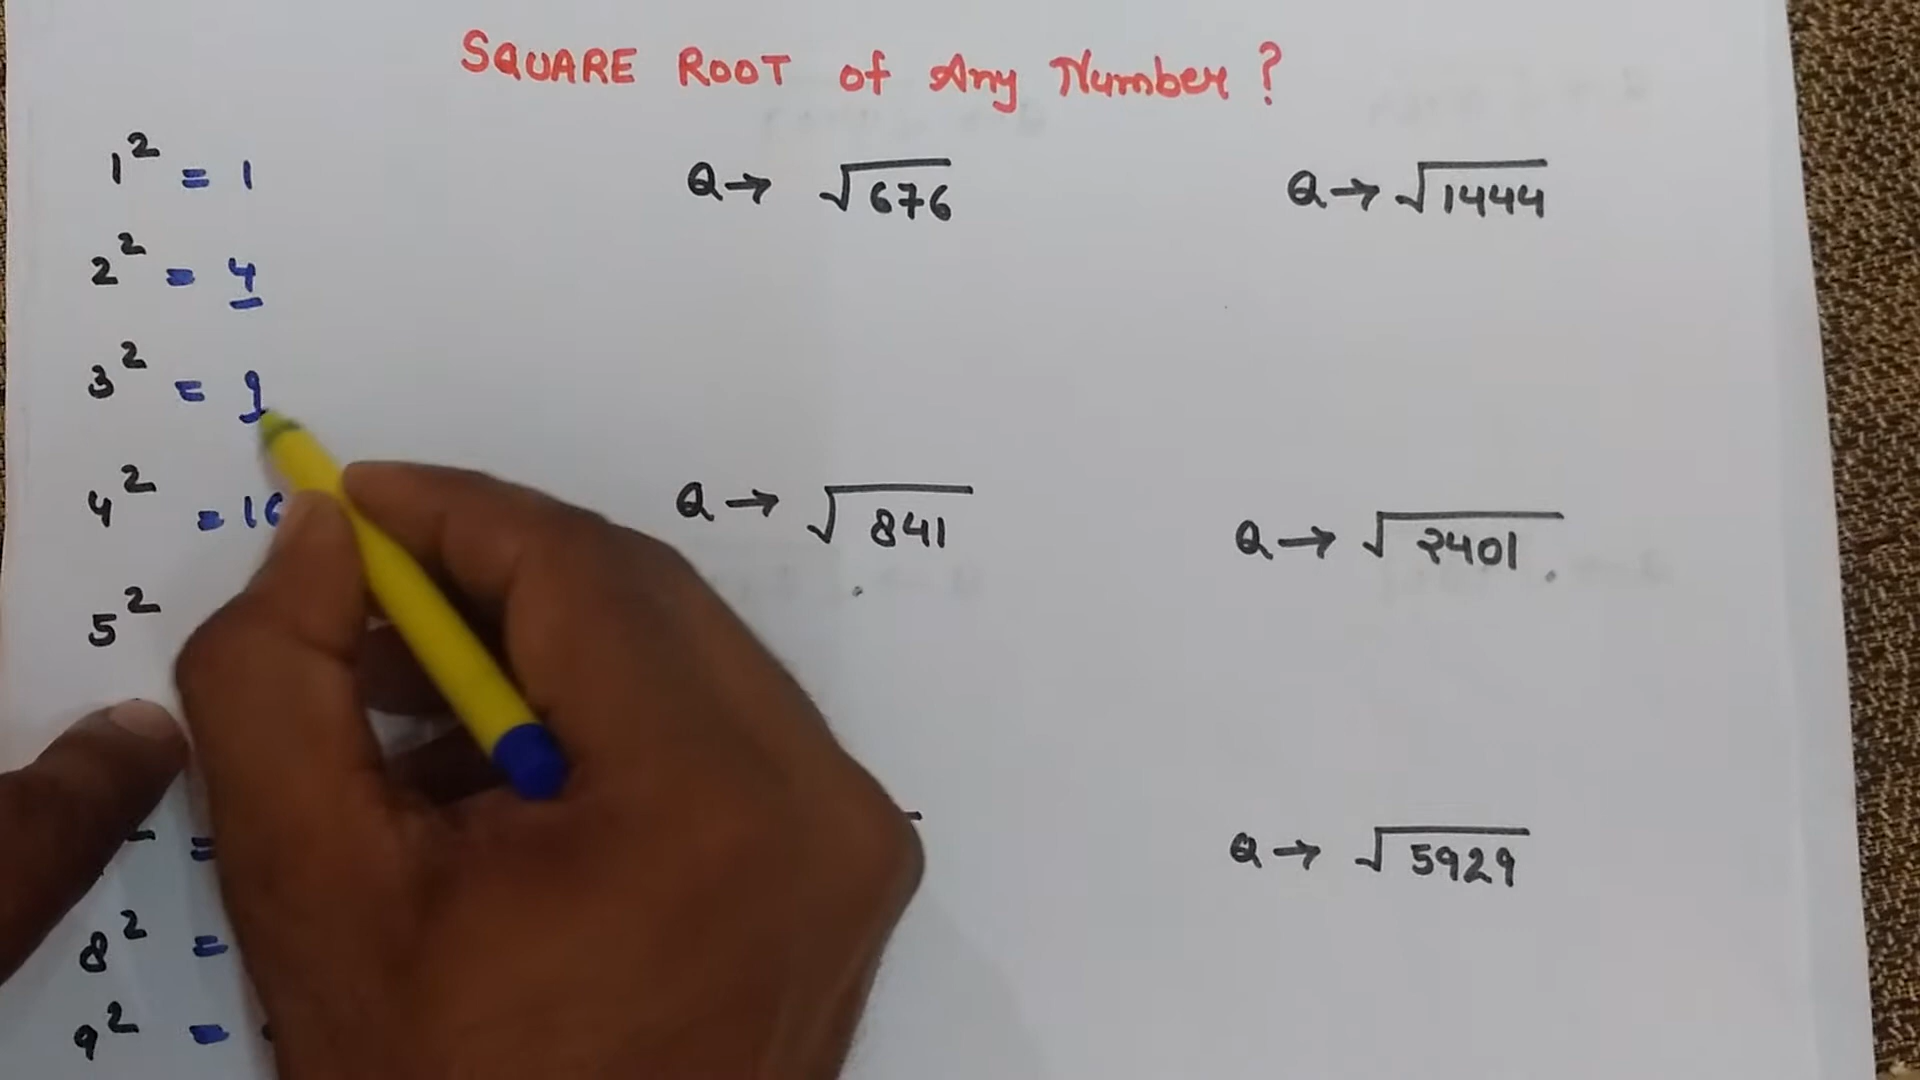 SQUARE ROOT of Any Number ?
1² = 1
2² = 4
3² = 9
4² = 16
5²
=
8² =
9² =
Q → √676
Q → √841
Q → √1444
Q → √2401
Q → √5929